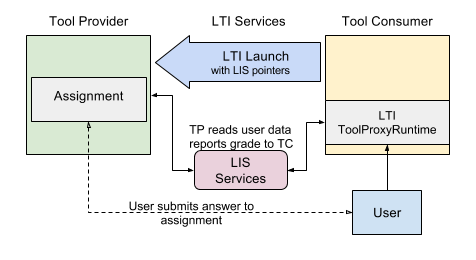 Tool Provider
LTI Services
Tool Consumer
LTI Launch
with LIS pointers
Assignment
LTI
ToolProxyRuntime
TP reads user data
reports grade to TC
LIS
Services
User submits answer to
assignment
User